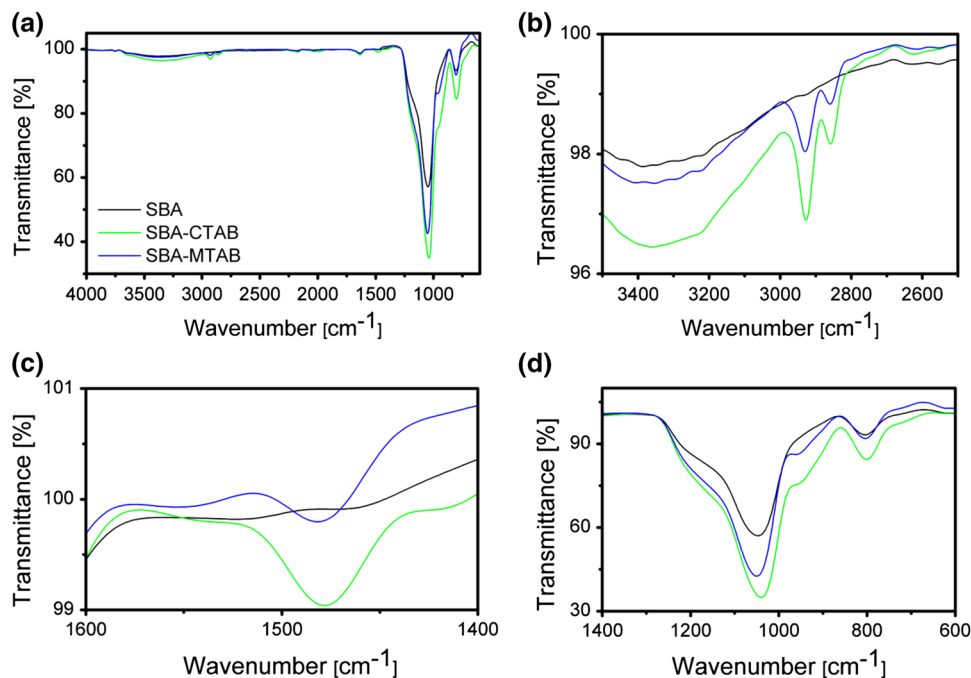 (a)
Transmittance [%]
100
80
60
40
SBA
SBA-CTAB
SBA-MTAB
4000 3500 3000 2500 2000 1500 1000
Wavenumber [cm-1]
(b)
Transmittance [%]
100
98
96
3400 3200 3000 2800 2600
Wavenumber [cm-1]
(c)
Transmittance [%]
101
100
99
1600 1500 1400
Wavenumber [cm-1]
(d)
Transmittance [%]
90
60
30
1400 1200 1000 800 600
Wavenumber [cm-1]